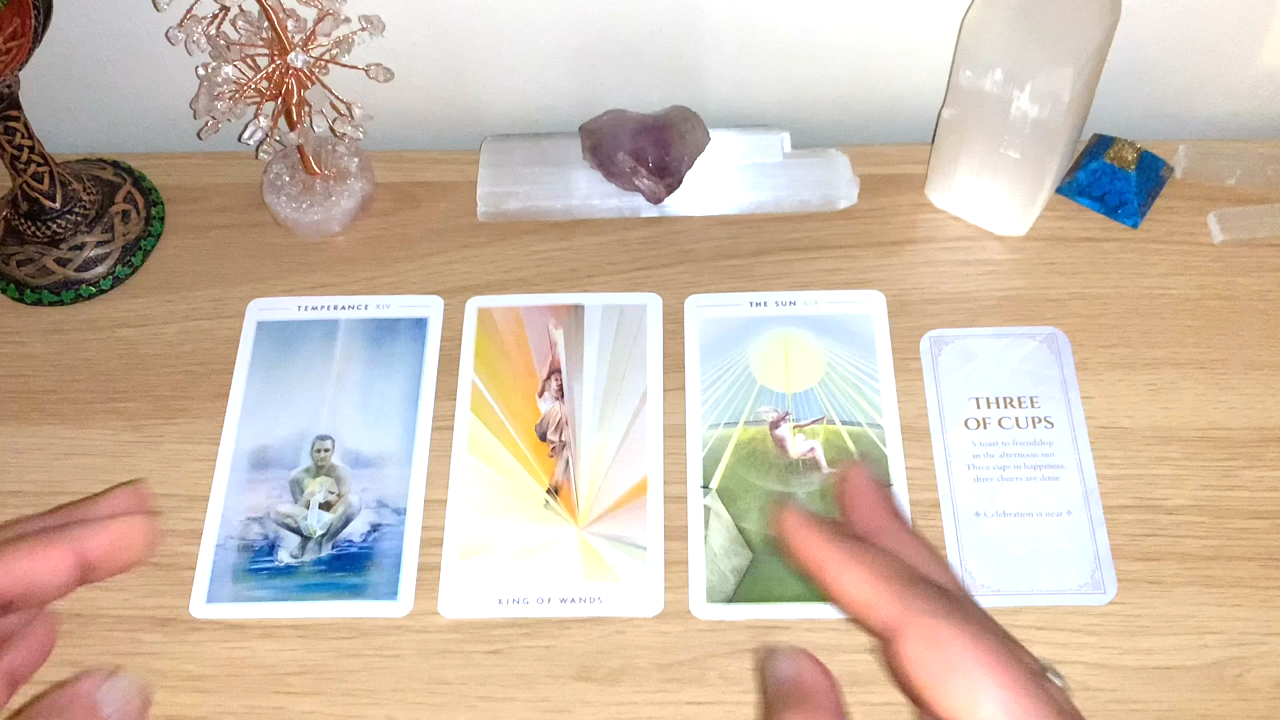 TEMPERANCE XIV
KING OF WANDS
THE SUN XIX
THREE
OF CUPS
A toast to friendship
in the afternoon sun
Three cups in happiness,
three cheers are done
Celebration is near